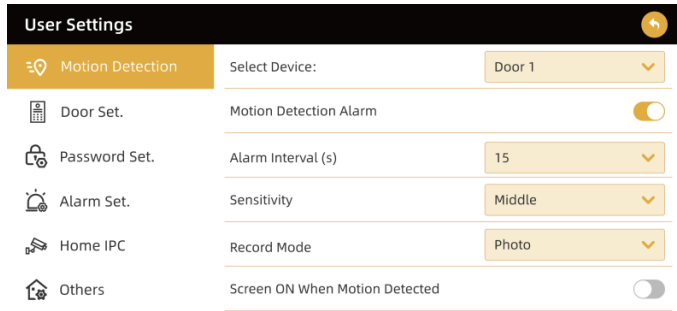 User Settings
Motion Detection
Door Set.
Password Set.
Alarm Set.
Home IPC
Others
Select Device:
Door 1
Motion Detection Alarm
Alarm Interval (s)
15
Sensitivity
Middle
Record Mode
Photo
Screen ON When Motion Detected